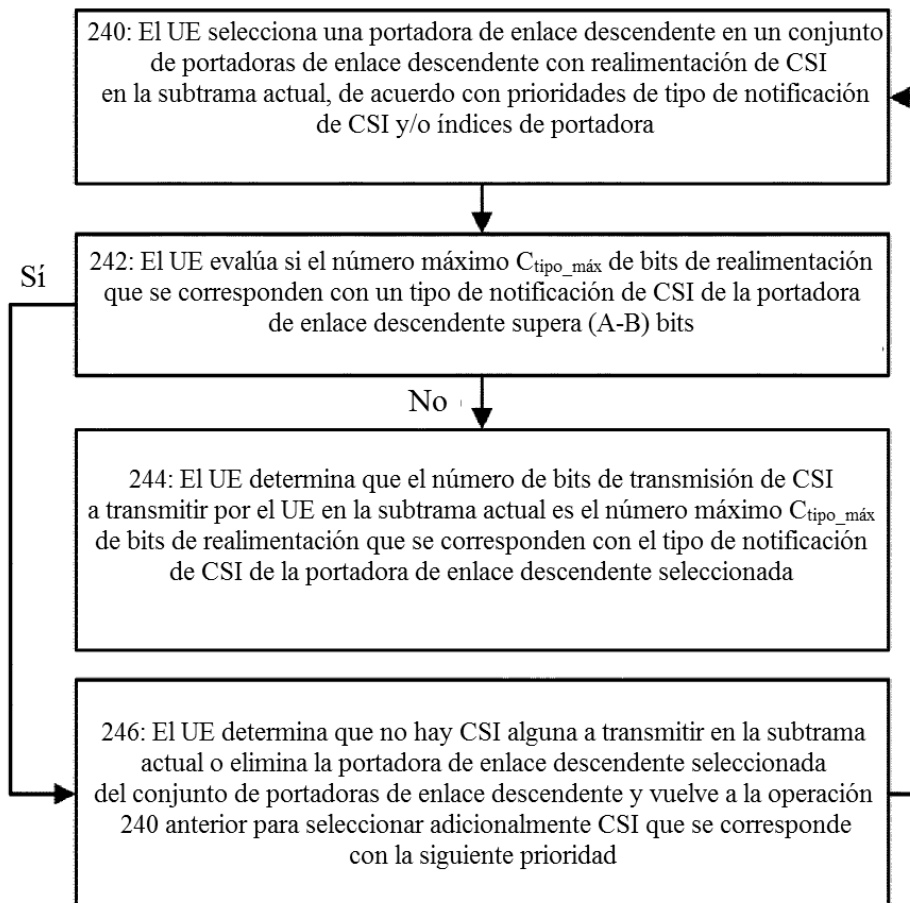 240: El UE selecciona una portadora de enlace descendente en un conjunto
de portadoras de enlace descendente con realimentación de CSI
en la subtrama actual, de acuerdo con prioridades de tipo de notificación
de CSI y/o índices de portadora
Sí
242: El UE evalúa si el número máximo Ctipo_máx de bits de realimentación
que se corresponden con un tipo de notificación de CSI de la portadora
de enlace descendente supera (A-B) bits
No
244: El UE determina que el número de bits de transmisión de CSI
a transmitir por el UE en la subtrama actual es el número máximo Ctipo_máx
de bits de realimentación que se corresponden con el tipo de notificación
de CSI de la portadora de enlace descendente seleccionada
246: El UE determina que no hay CSI alguna a transmitir en la subtrama
actual o elimina la portadora de enlace descendente seleccionada
del conjunto de portadoras de enlace descendente y vuelve a la operación
240 anterior para seleccionar adicionalmente CSI que se corresponde
con la siguiente prioridad